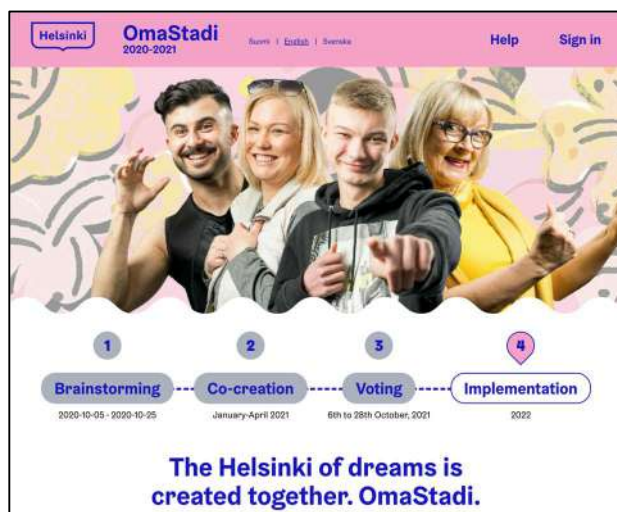 Helsinki
OmaStadi
2020-2021
Suomi | English | Svenska
Help
Sign in
1
2
3
4
Brainstorming
Co-creation
Voting
Implementation
2020-10-05 - 2020-10-25
January-April 2021
6th to 28th October, 2021
2022
The Helsinki of dreams is
created together. OmaStadi.